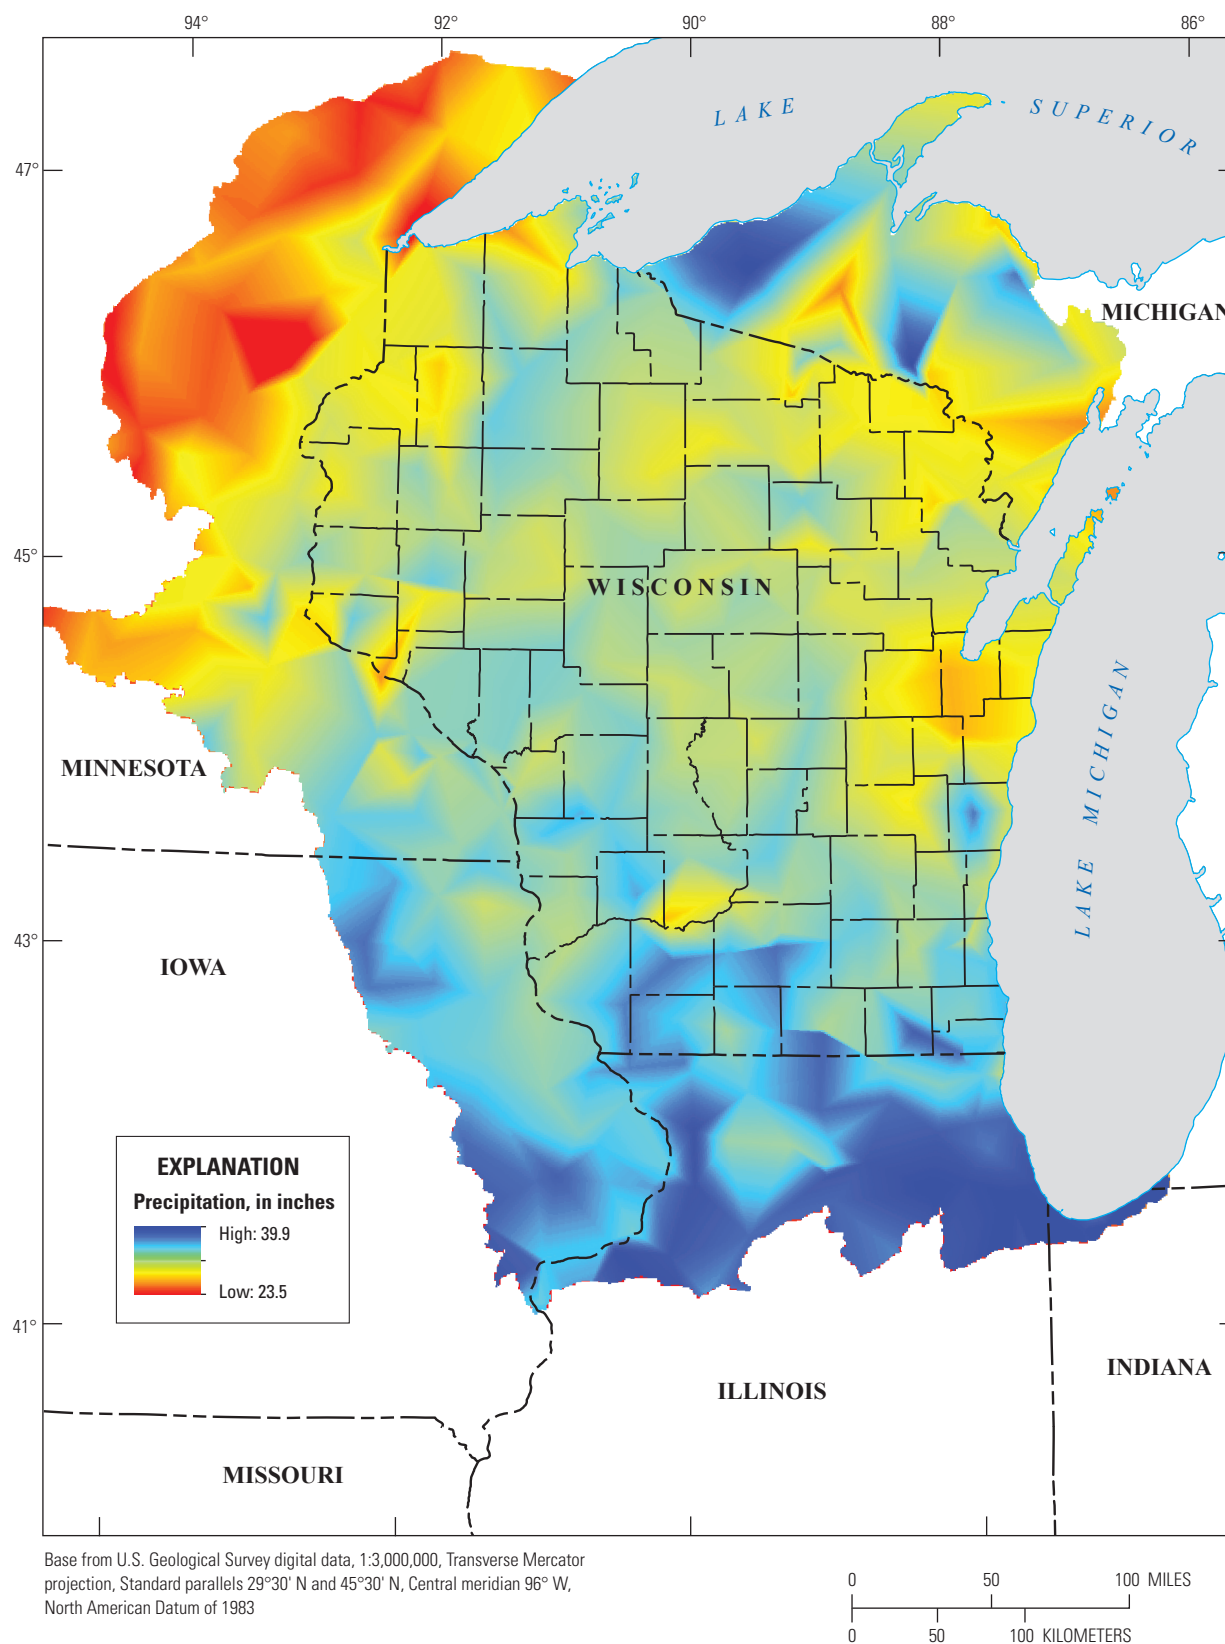 94°
92°
90°
88°
86°
LAKE SUPERIOR
47°
MICHIGAN
45°
WISCONSIN
LAKE MICHIGAN
MINNESOTA
43°
IOWA
EXPLANATION
Precipitation, in inches
High: 39.9
Low: 23.5
41°
INDIANA
ILLINOIS
MISSOURI
Base from U.S. Geological Survey digital data, 1:3,000,000, Transverse Mercator
projection, Standard parallels 29°30' N and 45°30' N, Central meridian 96° W,
North American Datum of 1983
0 50 100 MILES
0 50 100 KILOMETERS